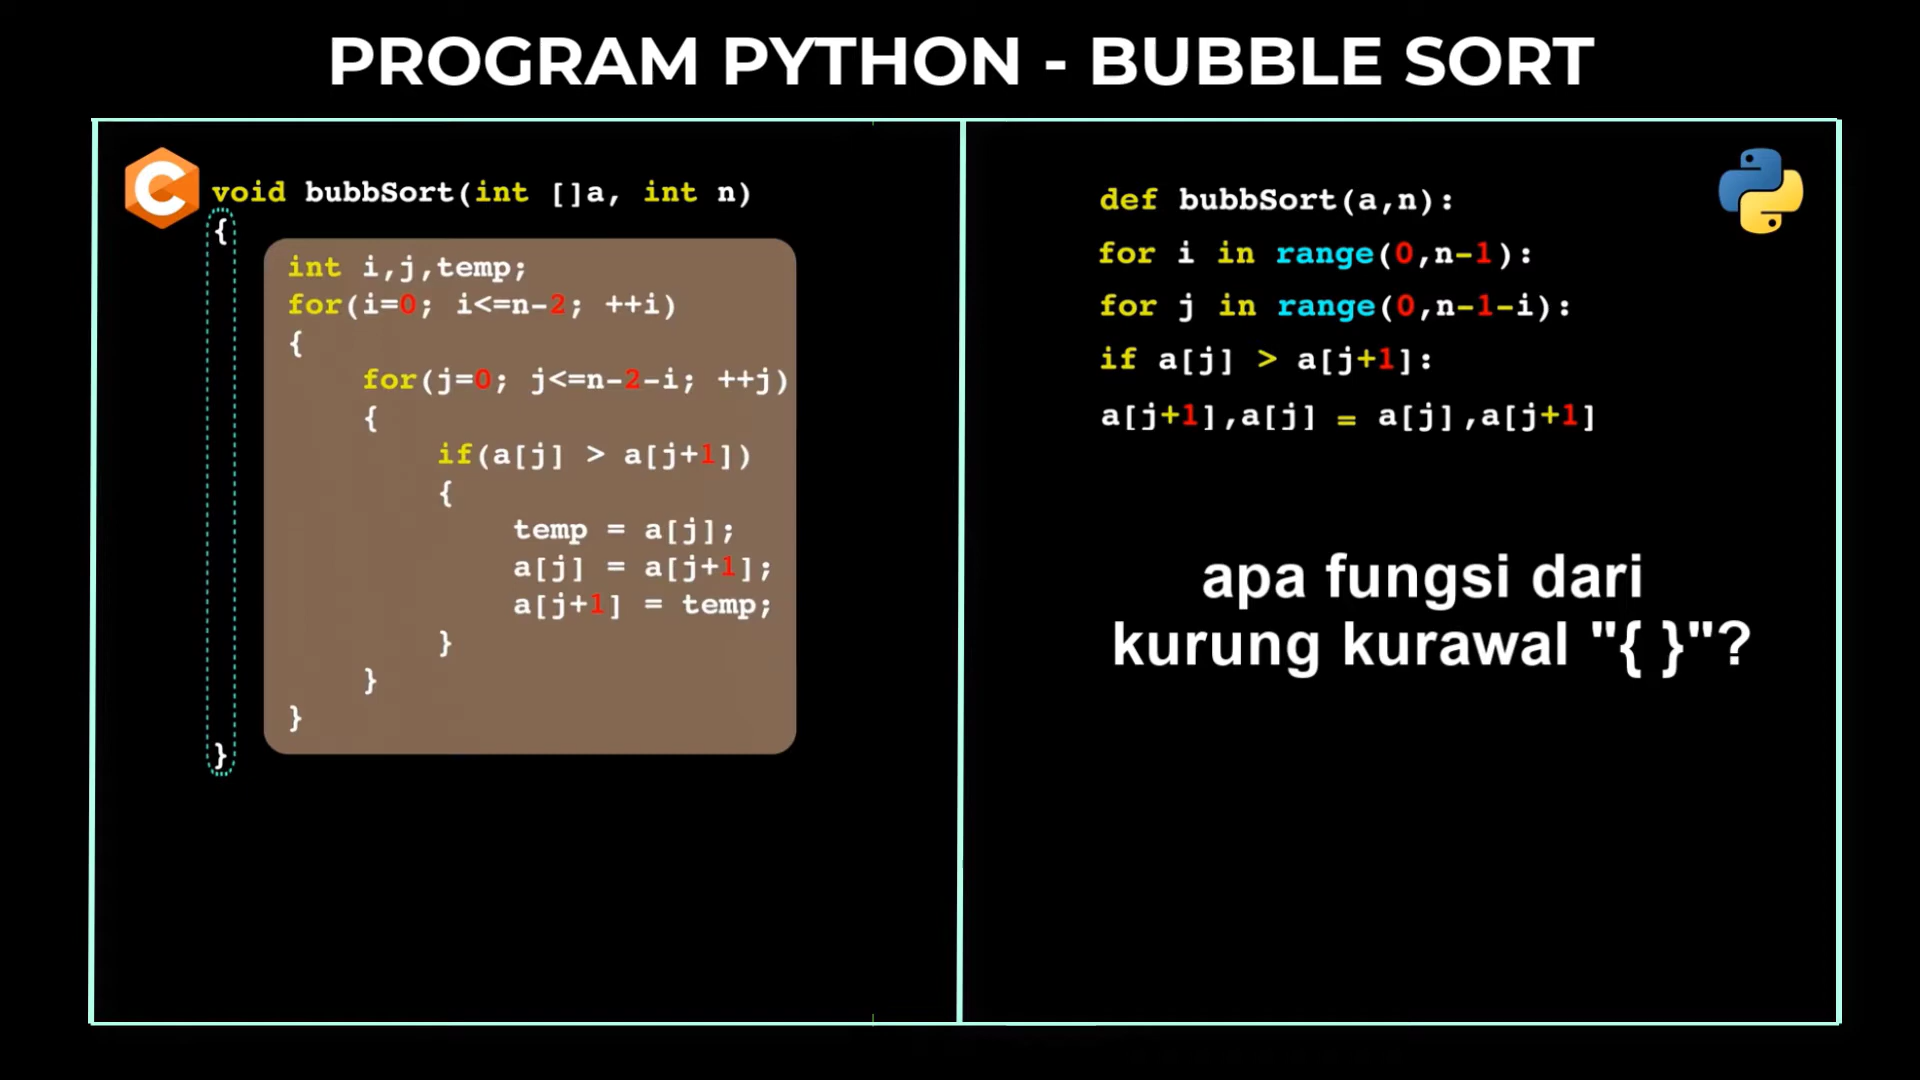 PROGRAM PYTHON - BUBBLE SORT
C
void bubbSort(int []a, int n)
{
int i,j,temp;
for(i=0; i<=n-2; ++i)
{
for(j=0; j<=n-2-i; ++j)
{
if(a[j] > a[j+1])
{
temp = a[j];
a[j] = a[j+1];
a[j+1] = temp;
}
}
}
}
def bubbSort(a,n):
for i in range(0,n-1):
for j in range(0,n-1-i):
if a[j] > a[j+1]:
a[j+1],a[j] = a[j],a[j+1]
apa fungsi dari
kurung kurawal "{ }"?